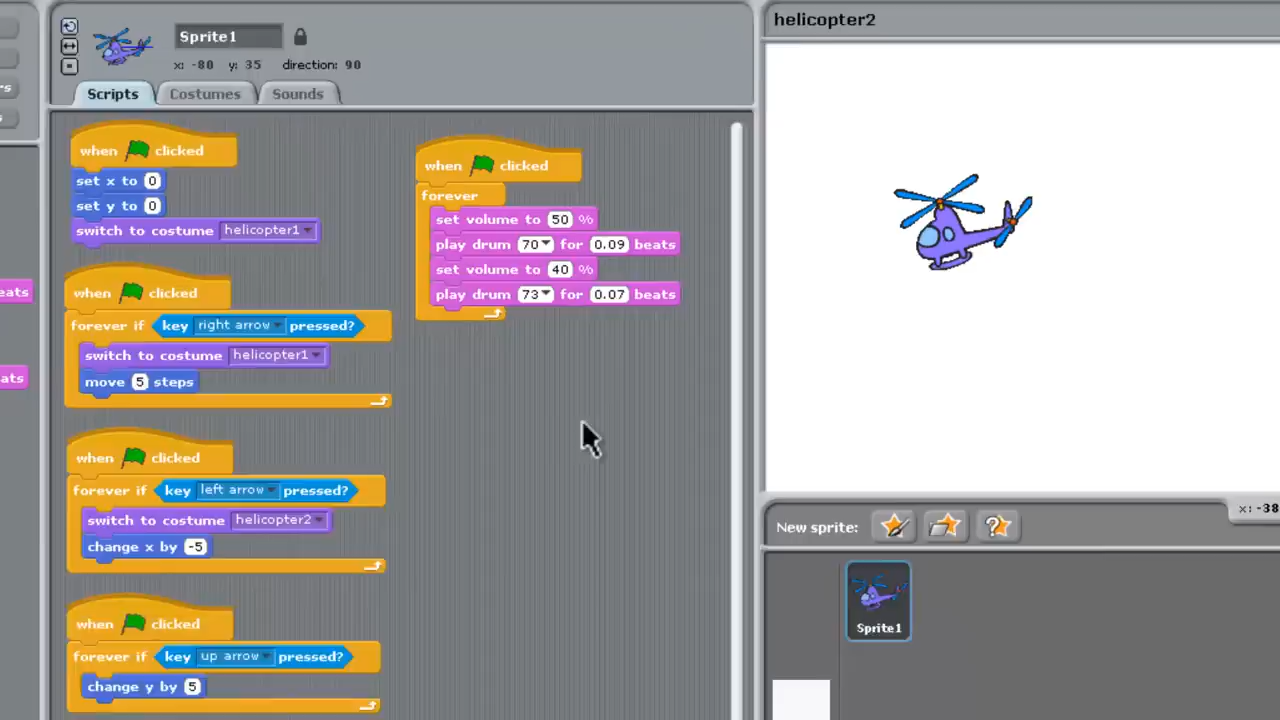 Sprite1
x: -80 y: 35 direction: 90
Scripts Costumes Sounds
when clicked
set x to 0
set y to 0
switch to costume helicopter1
when clicked
forever if key right arrow pressed?
switch to costume helicopter1
move 5 steps
when clicked
forever if key left arrow pressed?
switch to costume helicopter2
change x by -5
when clicked
forever if key up arrow pressed?
change y by 5
when clicked
forever
set volume to 50 %
play drum 70 for 0.09 beats
set volume to 40 %
play drum 73 for 0.07 beats
helicopter2
x: -38
New sprite:
Sprite1
rs
s
eats
ats